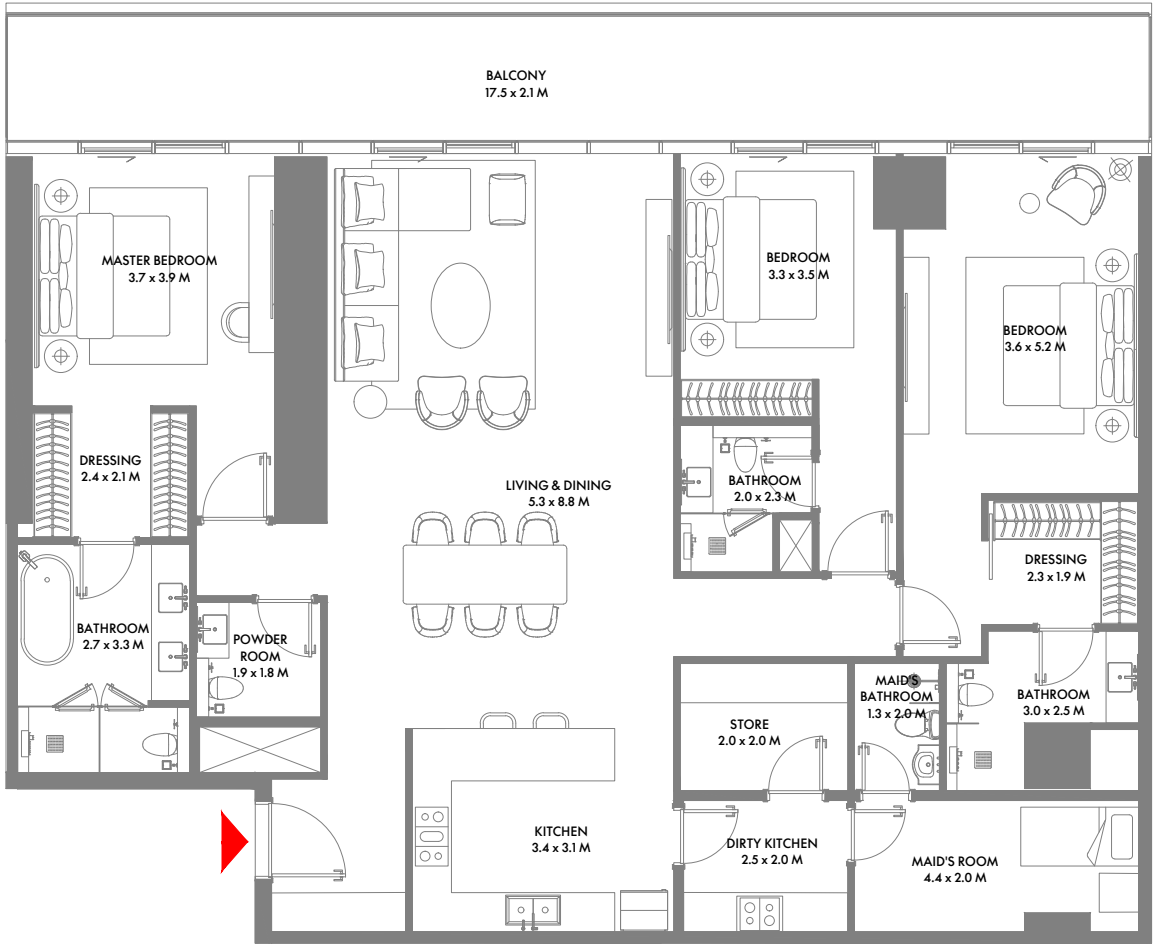 BALCONY
17.5 x 2.1 M
MASTER BEDROOM
3.7 x 3.9 M
BEDROOM
3.3 x 3.5 M
BEDROOM
3.6 x 5.2 M
DRESSING
2.4 x 2.1 M
LIVING & DINING
5.3 x 8.8 M
BATHROOM
2.0 x 2.3 M
DRESSING
2.3 x 1.9 M
BATHROOM
2.7 x 3.3 M
POWDER
ROOM
1.9 x 1.8 M
STORE
2.0 x 2.0 M
MAID'S
BATHROOM
1.3 x 2.0 M
BATHROOM
3.0 x 2.5 M
KITCHEN
3.4 x 3.1 M
DIRTY KITCHEN
2.5 x 2.0 M
MAID'S ROOM
4.4 x 2.0 M